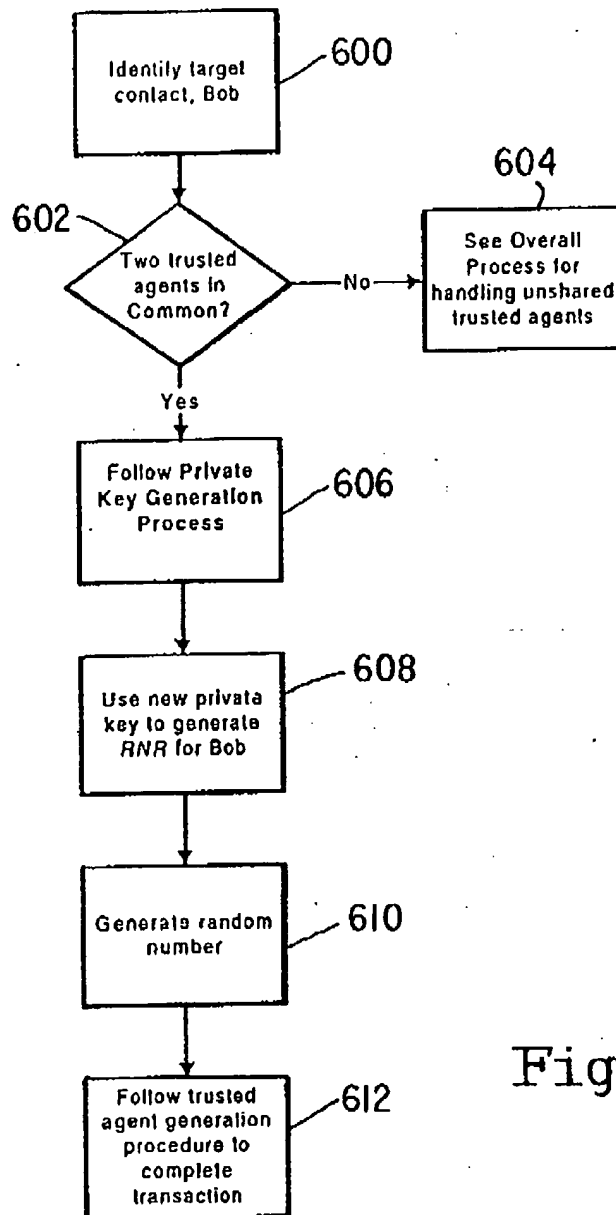 Identify target
contact, Bob
600
602
Two trusted
agents in
Common?
No
604
See Overall
Process for
handling unshared
trusted agents
Yes
Follow Private
Key Generation
Process
606
Use new private
key to generate
RNR for Bob
608
Generate random
number
610
Follow trusted
agent generation
procedure to
complete
transaction
612
Fig